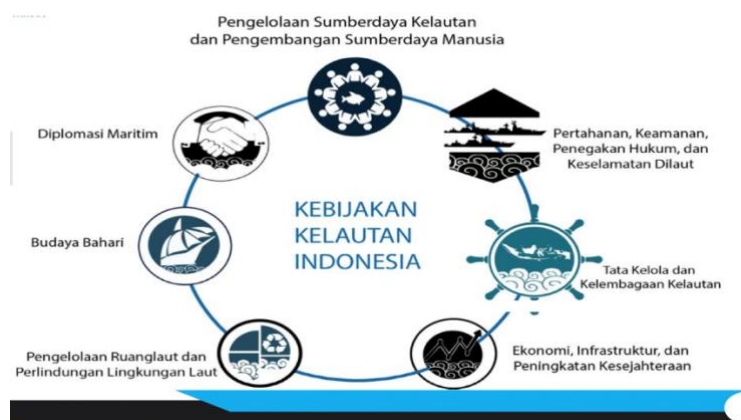 Pengelolaan Sumberdaya Kelautan
dan Pengembangan Sumberdaya Manusia
Pertahanan, Keamanan,
Penegakan Hukum, dan
Keselamatan Dilaut
Tata Kelola dan
Kelembagaan Kelautan
Ekonomi, Infrastruktur, dan
Peningkatan Kesejahteraan
Pengelolaan Ruanglaut dan
Perlindungan Lingkungan Laut
Budaya Bahari
Diplomasi Maritim
KEBIJAKAN
KELAUTAN
INDONESIA